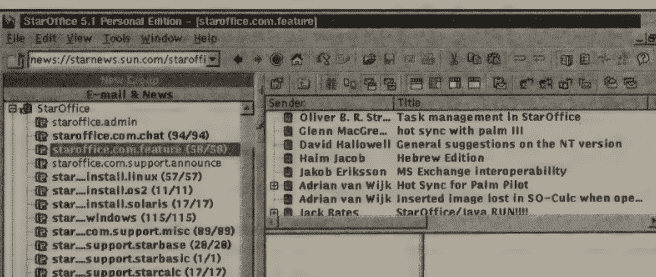 StarOffice 5.1 Personal Edition - [staroffice.com.feature]
File Edit View Tools Window Help
news://starnews.sun.com/staroffi
New Group
E-mail & News
StarOffice
staroffice.admin
staroffice.com.chat (94/94)
staroffice.com.feature (58/58)
staroffice.com.support.announce
star....install.linux (57/57)
star....install.os2 (11/11)
star....install.solaris (17/17)
star....windows (115/115)
star...com.support.misc (89/89)
star...support.starbase (28/28)
star...support.starbasic (1/1)
star...support.starcalc (17/17)
Sender Title
Oliver B. R. Str... Task management in StarOffice
Glenn MacGre... hot sync with palm III
David Hallowell General suggestions on the NT version
Haim Jacob Hebrew Edition
Jakob Eriksson MS Exchange interoperability
Adrian van Wijk Hot Sync for Palm Pilot
Adrian van Wijk Inserted image lost in SO-Culc when ope...
Jack Rates StarOffice/Java RUN!!!!